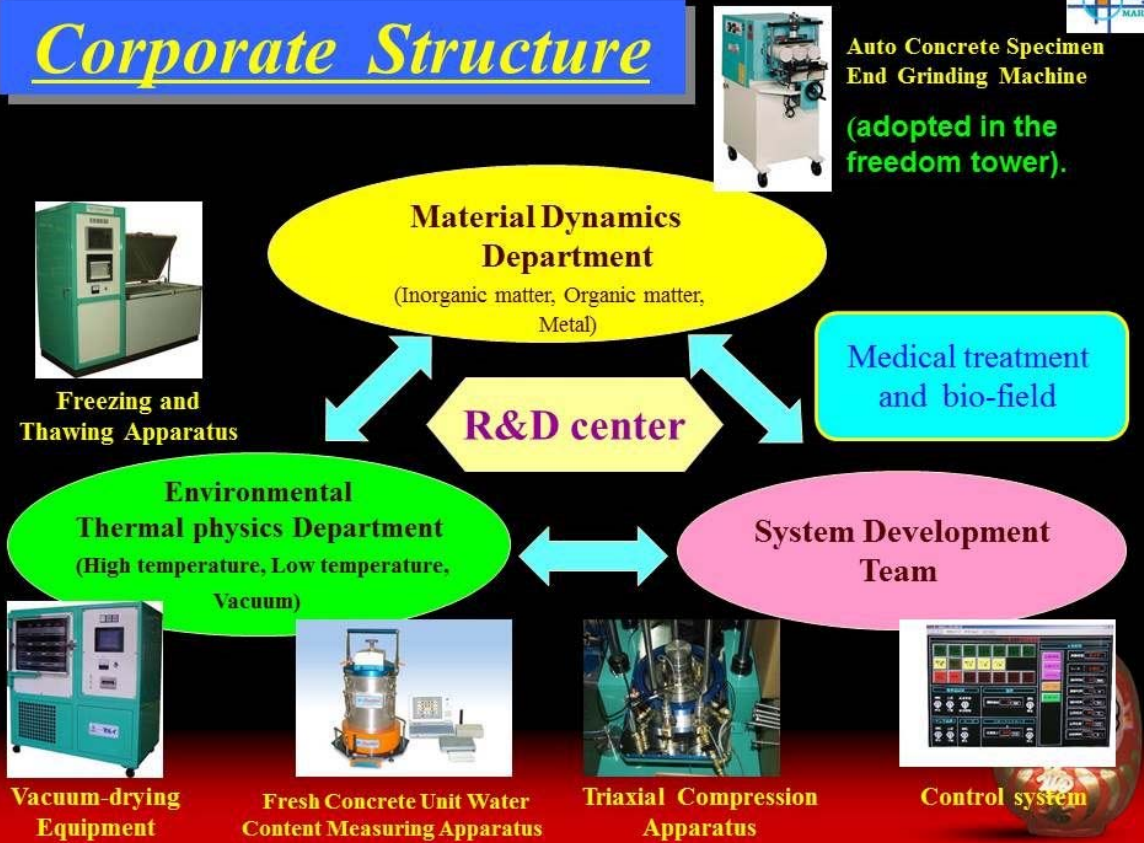 Corporate Structure
MAR
Auto Concrete Specimen
End Grinding Machine
(adopted in the
freedom tower).
Material Dynamics
Department
(Inorganic matter, Organic matter,
Metal)
Freezing and
Thawing Apparatus
Medical treatment
and bio-field
R&D center
Environmental
Thermal physics Department
(High temperature, Low temperature,
Vacuum)
System Development
Team
Vacuum-drying
Equipment
Fresh Concrete Unit Water
Content Measuring Apparatus
Triaxial Compression
Apparatus
Control system